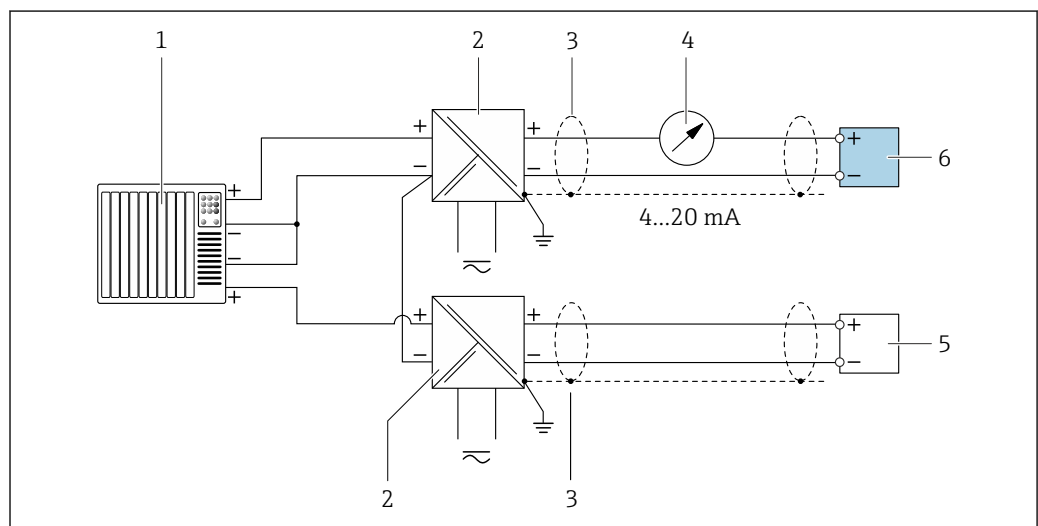 1 2 3 4
+ +
+ − − + − 6
4...20 mA
−
−
+ + + +
− − − 5
2 3